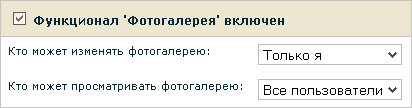 Функционал 'Фотогалерея' включен
Кто может изменять фотогалерею: Только я
Кто может просматривать фотогалерею: Все пользователи